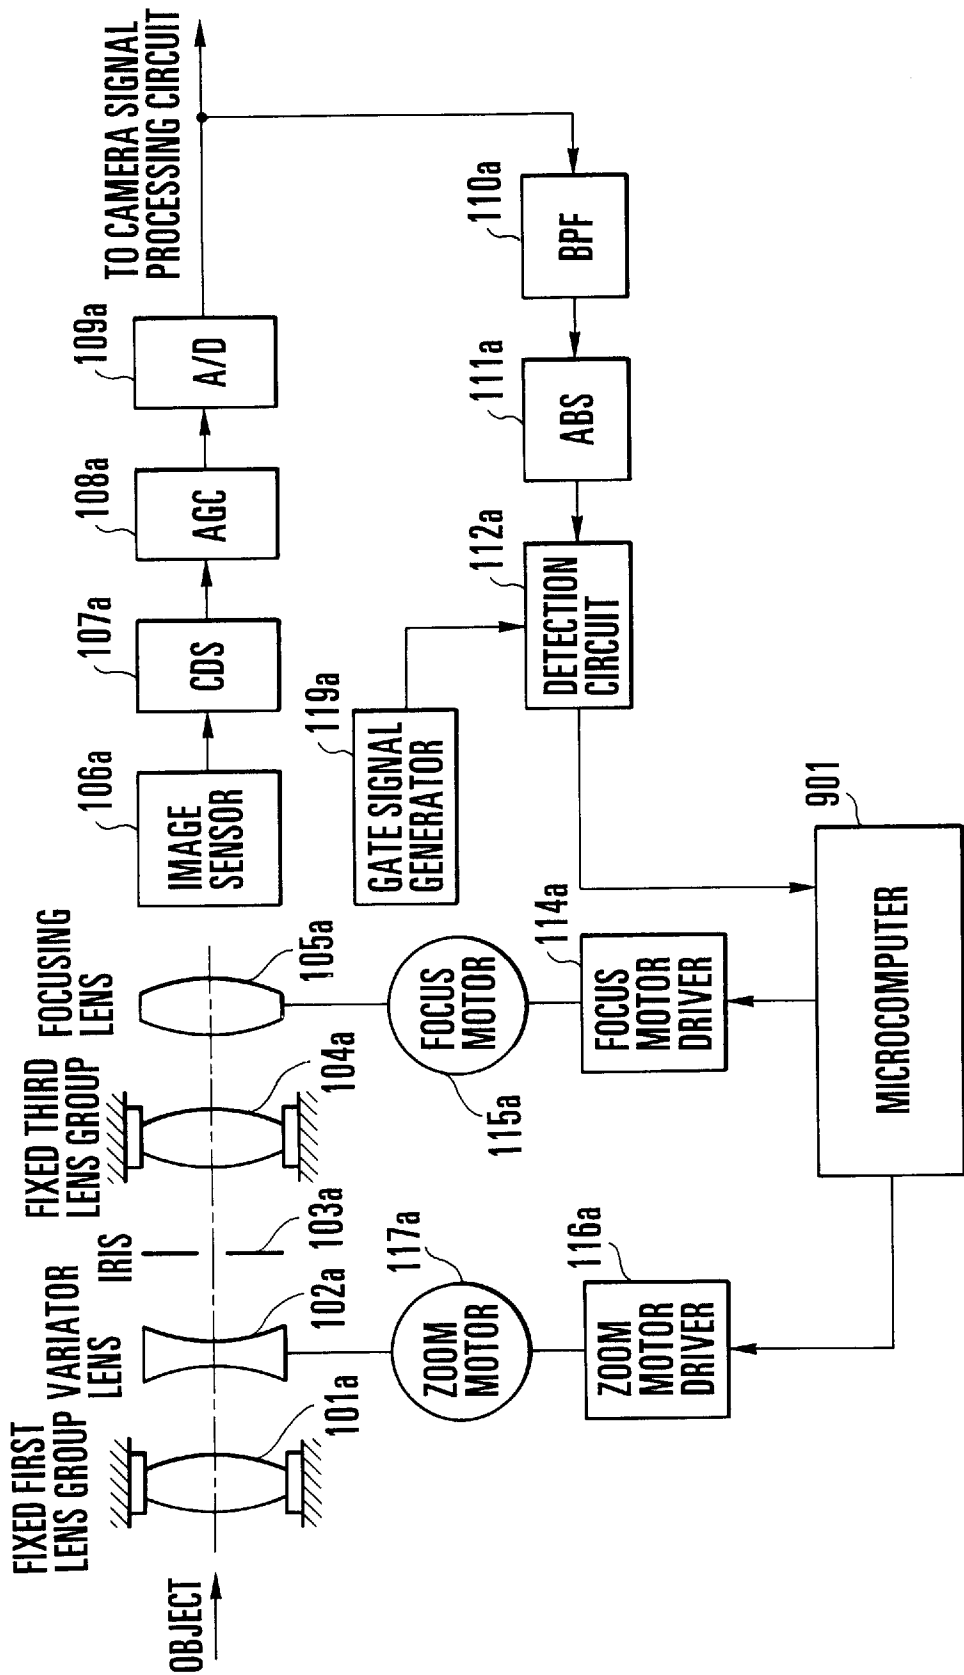 OBJECT
FIXED FIRST
LENS GROUP
101a
VARIATOR
LENS
102a
IRIS
103a
FIXED THIRD
LENS GROUP
104a
FOCUSING
LENS
105a
106a
IMAGE
SENSOR
107a
CDS
108a
AGC
109a
A/D
TO CAMERA SIGNAL
PROCESSING CIRCUIT
110a
BPF
111a
ABS
112a
DETECTION
CIRCUIT
119a
GATE SIGNAL
GENERATOR
117a
ZOOM
MOTOR
116a
ZOOM
MOTOR
DRIVER
FOCUS
MOTOR
115a
114a
FOCUS
MOTOR
DRIVER
901
MICROCOMPUTER